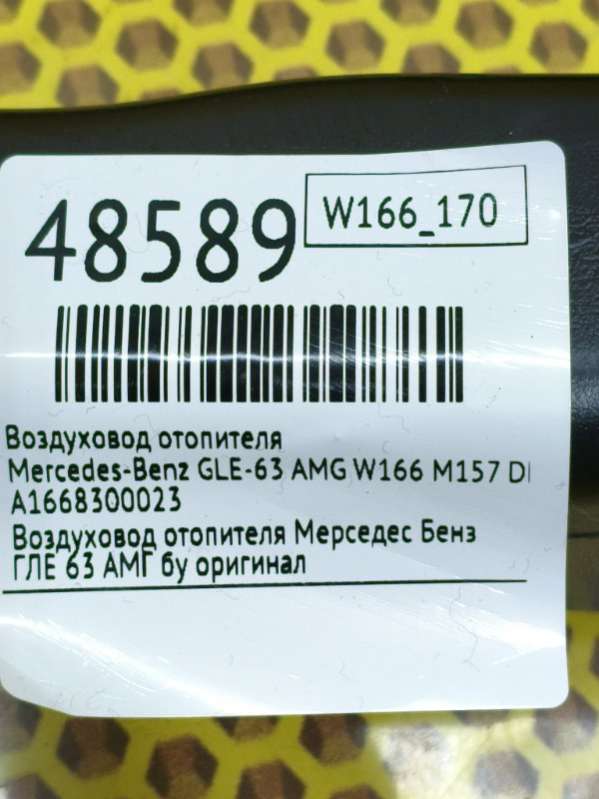 48589
W166_170
Воздуховод отопителя
Mercedes-Benz GLE-63 AMG W166 M157
A1668300023
Воздуховод отопителя Мерседес Бенз
ГЛЕ 63 АМГ бу оригинал